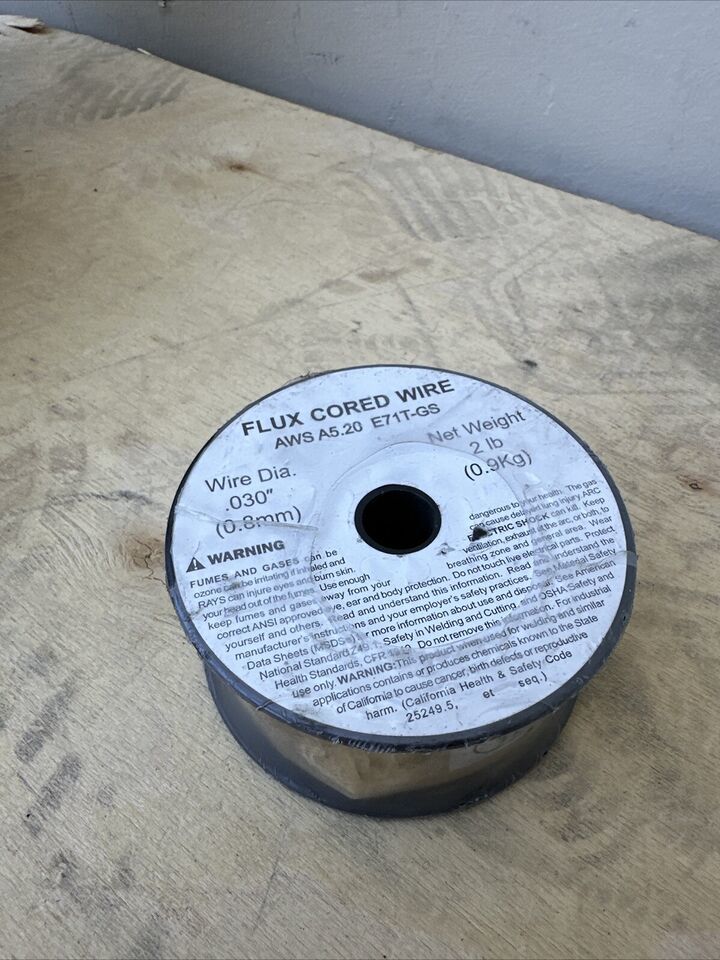 FLUX CORED WIRE
AWS A5.20 E71T-GS
Wire Dia.
.030"
(0.8mm)
Net Weight
2 lb
(0.9Kg)
WARNING
FUMES AND GASES can be dangerous to your health. The gas
ozone can be irritating if inhaled and can cause delayed lung injury ARC
RAYS can injure eyes and burn skin. ELECTRIC SHOCK can kill. Keep
your head out of the fumes. Use enough ventilation, exhaust at the arc, or both, to
keep fumes and gases away from your breathing zone and general area. Wear
correct ANSI approved eye, ear and body protection. Do not touch live electrical parts. Protect
yourself and others. Read and understand this information. Read and understand the
manufacturer's instructions and your employer's safety practices. Material Safety
Data Sheets (MSDS's) for more information about use and disposal. See American
National Standard Z49.1, Safety in Welding and Cutting, and OSHA Safety and
Health Standards, CFR Do not remove this information. For industrial
use only. WARNING: This product when used for welding and similar
applications contains or produces chemicals known to the State
of California to cause cancer, birth defects or reproductive
harm. (California Health & Safety Code
25249.5, et seq.)